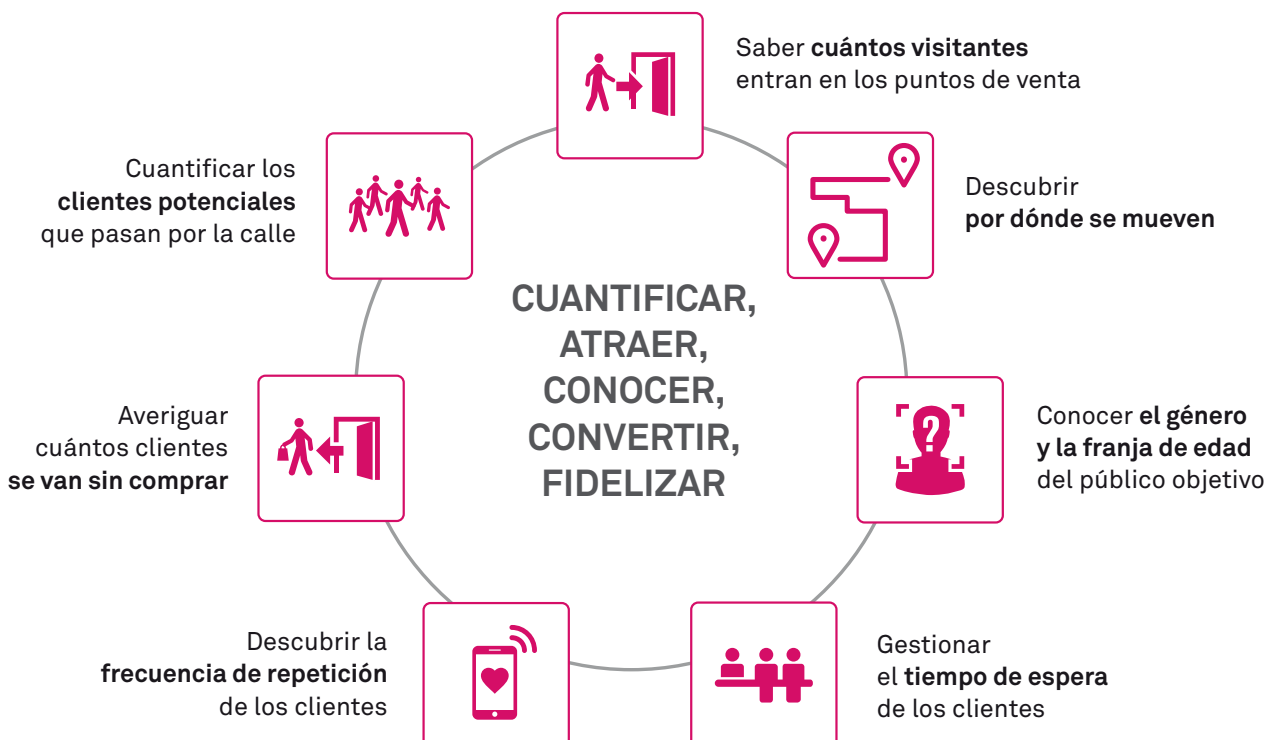 Saber cuántos visitantes
entran en los puntos de venta
Descubrir
por dónde se mueven
Conocer el género
y la franja de edad
del público objetivo
Gestionar
el tiempo de espera
de los clientes
Descubrir la
frecuencia de repetición
de los clientes
Averiguar
cuántos clientes
se van sin comprar
Cuantificar los
clientes potenciales
que pasan por la calle
CUANTIFICAR,
ATRAER,
CONOCER,
CONVERTIR,
FIDELIZAR
?